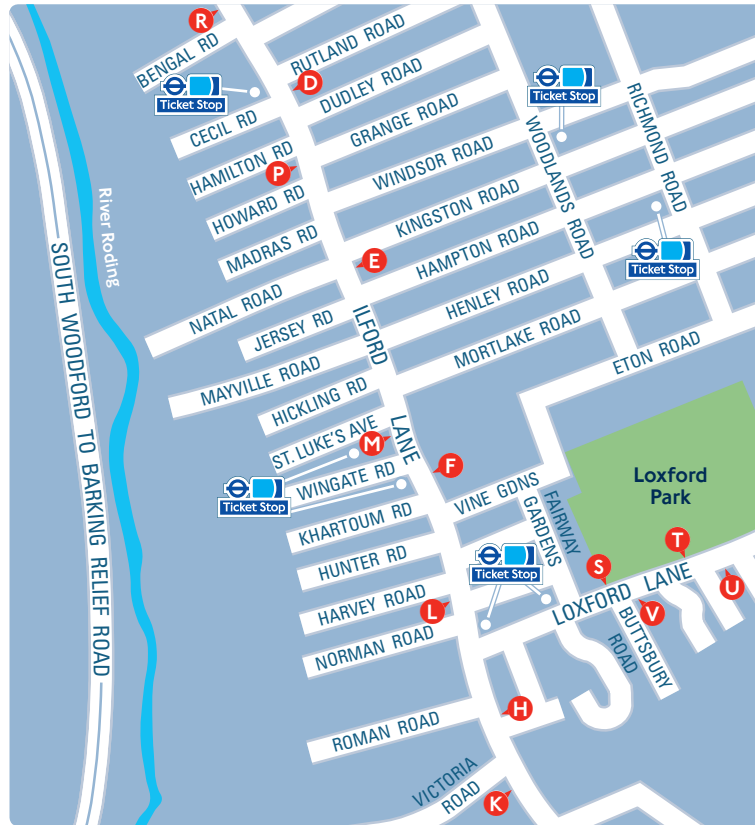 R
BENGAL RD
RUTLAND ROAD
D
DUDLEY ROAD
Ticket Stop
CECIL RD
GRANGE ROAD
Ticket Stop
RICHMOND ROAD
HAMILTON RD
P
WINDSOR ROAD
WOODLANDS ROAD
HOWARD RD
KINGSTON ROAD
River Roding
MADRAS RD
E
HAMPTON ROAD
Ticket Stop
SOUTH WOODFORD TO BARKING RELIEF ROAD
NATAL ROAD
HENLEY ROAD
JERSEY RD
ILFORD LANE
MORTLAKE ROAD
MAYVILLE ROAD
ETON ROAD
HICKLING RD
ST. LUKE'S AVE
M
F
WINGATE RD
Ticket Stop
VINE GDNS
Loxford
Park
KHARTOUM RD
FAIRWAY
GARDENS
HUNTER RD
Ticket Stop
T
S
U
HARVEY ROAD
L
LOXFORD LANE
V
NORMAN ROAD
BUTTSBURY
ROAD
H
ROMAN ROAD
VICTORIA
ROAD
K